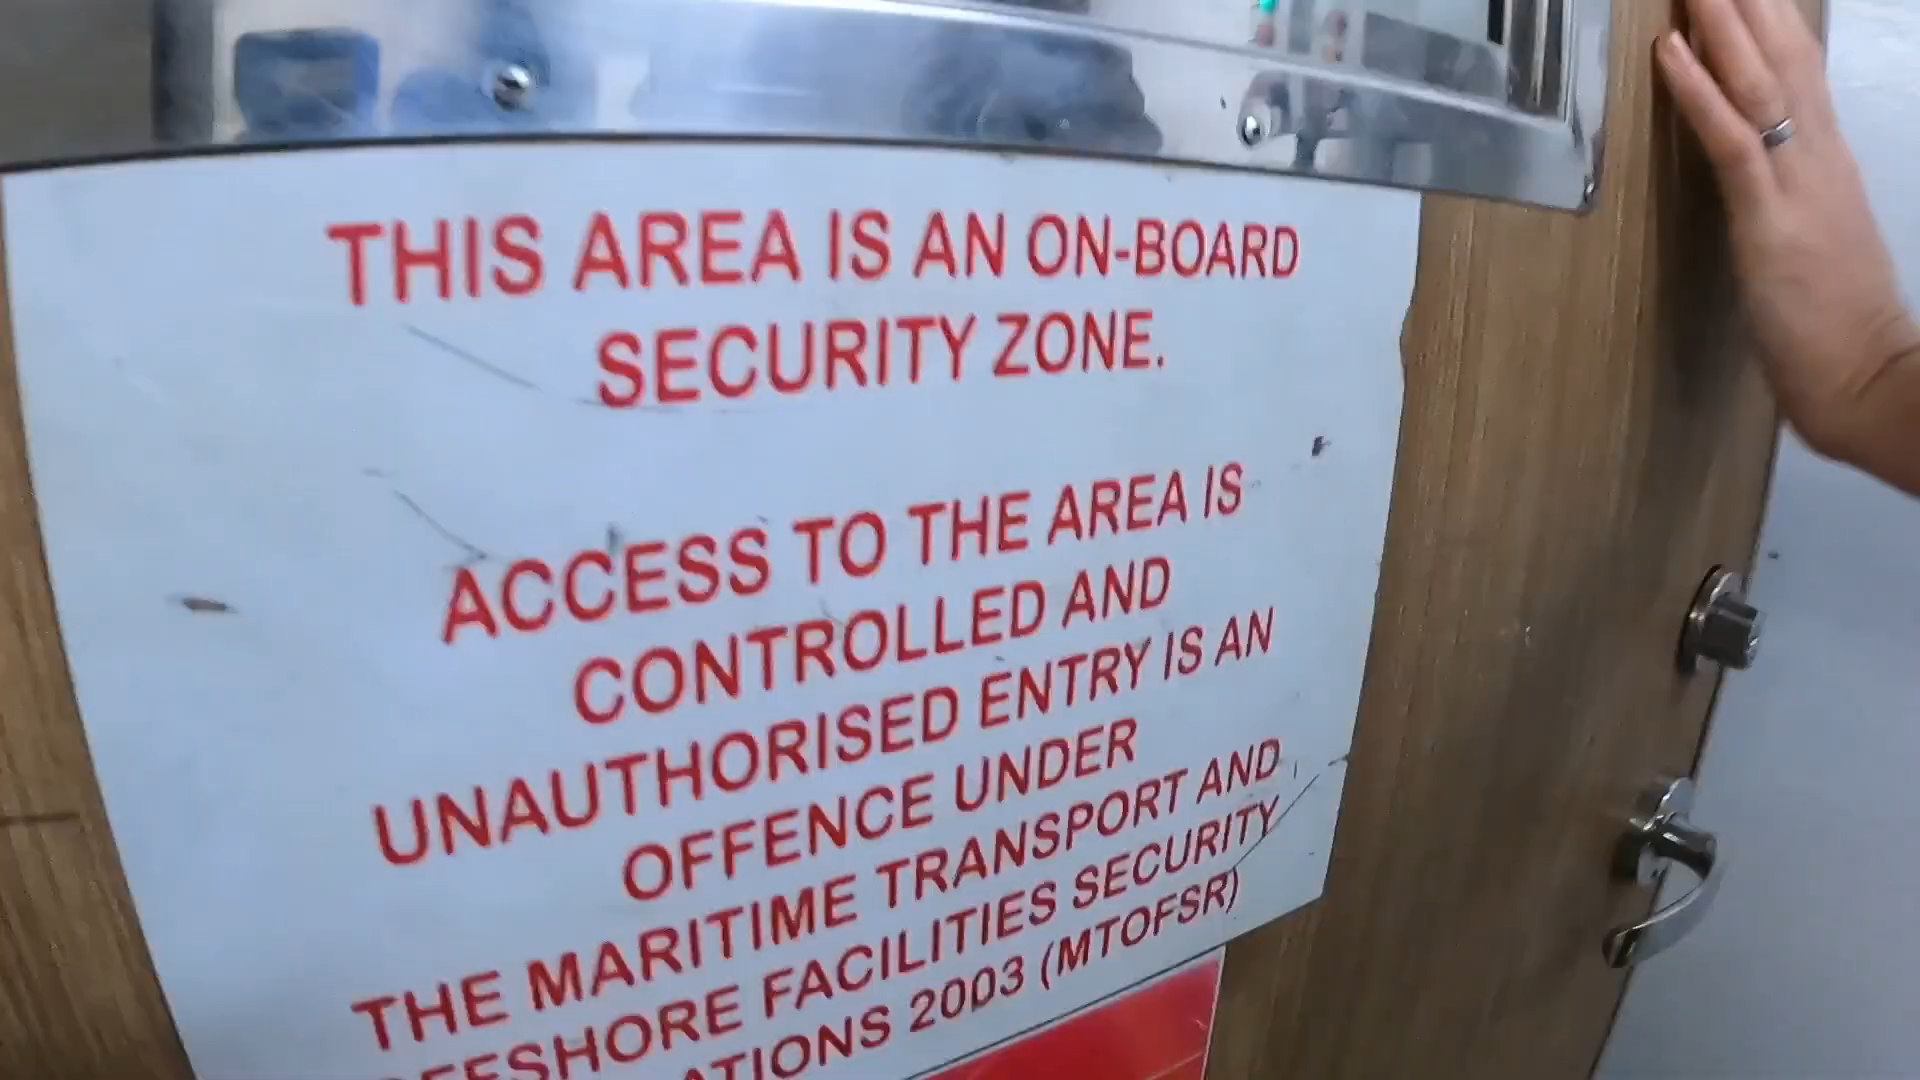 THIS AREA IS AN ON-BOARD
SECURITY ZONE.
ACCESS TO THE AREA IS
CONTROLLED AND
UNAUTHORISED ENTRY IS AN
OFFENCE UNDER
THE MARITIME TRANSPORT AND
FACILITIES SECURITY
2003 (MTOFSR)